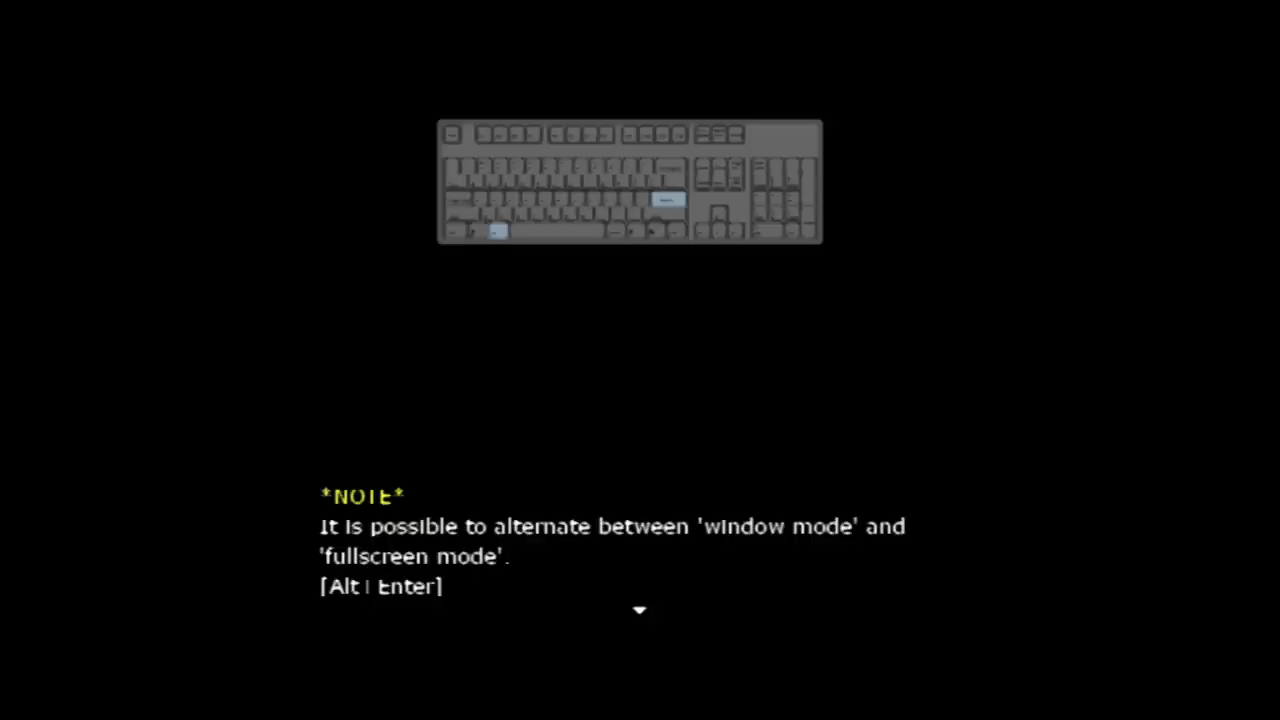 *NOTE*
It is possible to alternate between 'window mode' and
'fullscreen mode'.
[Alt + Enter]